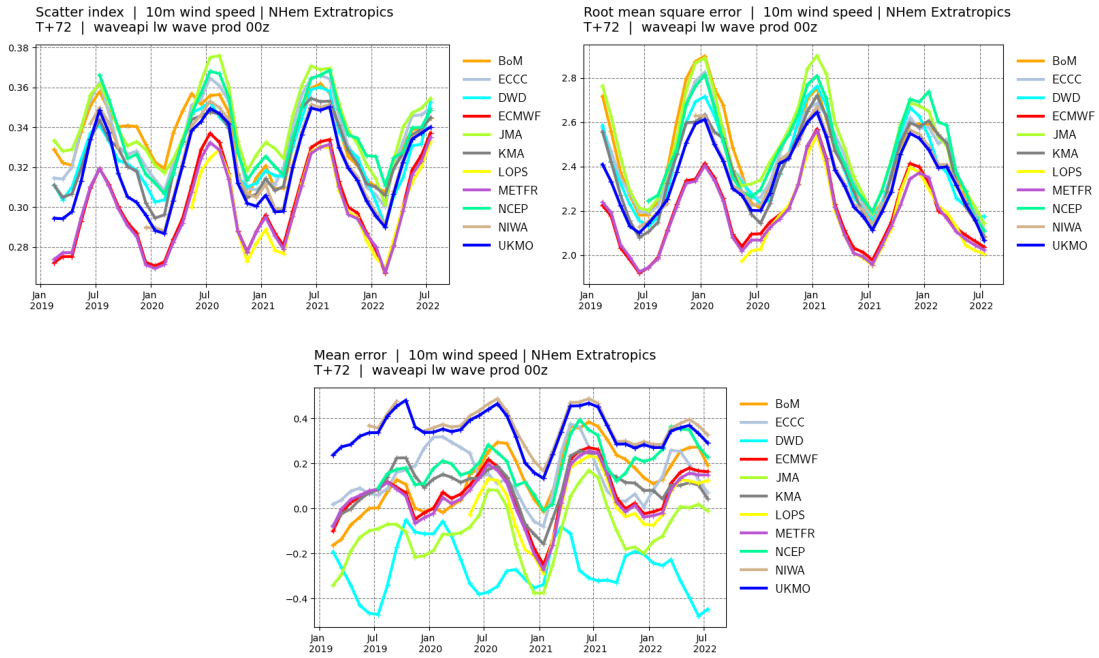 Scatter index | 10m wind speed | NHem Extratropics
T+72 | waveapi lw wave prod 00z
0.38
0.36
0.34
0.32
0.30
0.28
Jan 2019
Jul 2019
Jan 2020
Jul 2020
Jan 2021
Jul 2021
Jan 2022
Jul 2022
BoM
ECCC
DWD
ECMWF
JMA
KMA
LOPS
METFR
NCEP
NIWA
UKMO
Root mean square error | 10m wind speed | NHem Extratropics
T+72 | waveapi lw wave prod 00z
2.8
2.6
2.4
2.2
2.0
Jan 2019
Jul 2019
Jan 2020
Jul 2020
Jan 2021
Jul 2021
Jan 2022
Jul 2022
BoM
ECCC
DWD
ECMWF
JMA
KMA
LOPS
METFR
NCEP
NIWA
UKMO
Mean error | 10m wind speed | NHem Extratropics
T+72 | waveapi lw wave prod 00z
0.4
0.2
0.0
−0.2
−0.4
Jan 2019
Jul 2019
Jan 2020
Jul 2020
Jan 2021
Jul 2021
Jan 2022
Jul 2022
BoM
ECCC
DWD
ECMWF
JMA
KMA
LOPS
METFR
NCEP
NIWA
UKMO